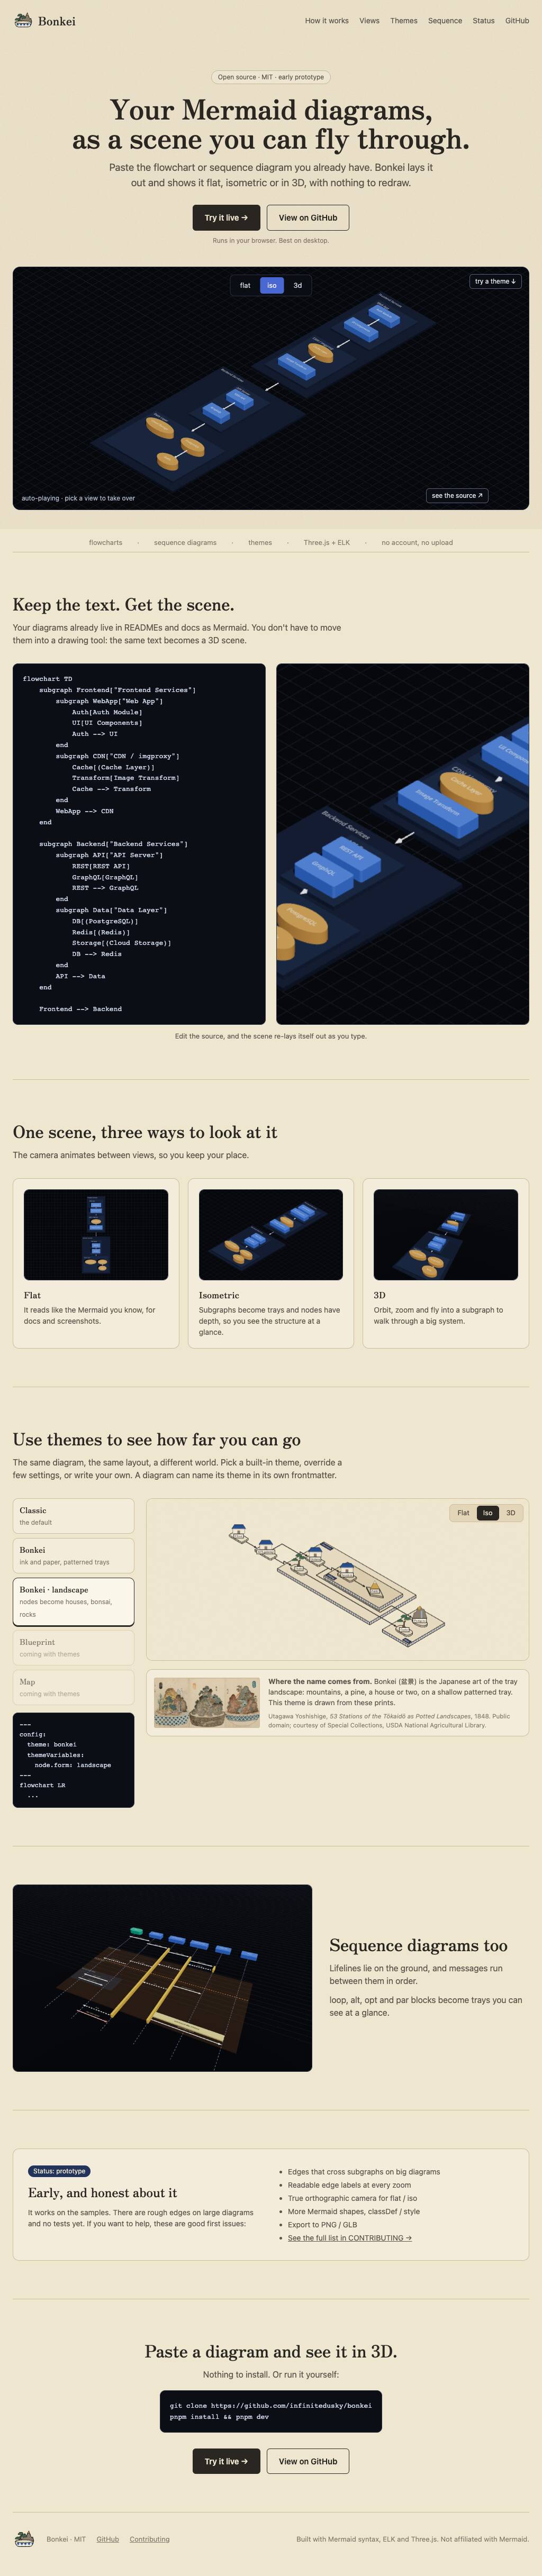 Bonkei
How it works
Views
Themes
Sequence
Status
GitHub
Open source · MIT · early prototype
Your Mermaid diagrams,
as a scene you can fly through.
Paste the flowchart or sequence diagram you already have. Bonkei lays it
out and shows it flat, isometric or in 3D, with nothing to redraw.
Try it live →
View on GitHub
Runs in your browser. Best on desktop.
flat
iso
3d
try a theme ↓
auto-playing · pick a view to take over
see the source ↗
flowcharts · sequence diagrams · themes · Three.js + ELK · no account, no upload
Keep the text. Get the scene.
Your diagrams already live in READMEs and docs as Mermaid. You don't have to move
them into a drawing tool: the same text becomes a 3D scene.
flowchart TD
subgraph Frontend["Frontend Services"]
subgraph WebApp["Web App"]
Auth[Auth Module]
UI[UI Components]
Auth --> UI
end
subgraph CDN["CDN / imgproxy"]
Cache[(Cache Layer)]
Transform[Image Transform]
Cache --> Transform
end
WebApp --> CDN
end
subgraph Backend["Backend Services"]
subgraph API["API Server"]
REST[REST API]
GraphQL[GraphQL]
REST --> GraphQL
end
subgraph Data["Data Layer"]
DB[(PostgreSQL)]
Redis[(Redis)]
Storage[(Cloud Storage)]
DB --> Redis
end
API --> Data
end
Frontend --> Backend
Cache Layer
Image Transform
Backend Services
REST API
GraphQL
PostgreSQL
Edit the source, and the scene re-lays itself out as you type.
One scene, three ways to look at it
The camera animates between views, so you keep your place.
Flat
It reads like the Mermaid you know, for
docs and screenshots.
Isometric
Subgraphs become trays and nodes have
depth, so you see the structure at a
glance.
3D
Orbit, zoom and fly into a subgraph to
walk through a big system.
Use themes to see how far you can go
The same diagram, the same layout, a different world. Pick a built-in theme, override a
few settings, or write your own. A diagram can name its theme in its own frontmatter.
Classic
the default
Bonkei
ink and paper, patterned trays
Bonkei · landscape
nodes become houses, bonsai,
rocks
Blueprint
coming with themes
Map
coming with themes
---
config:
theme: bonkei
themeVariables:
node.form: landscape
---
flowchart LR
...
Flat
Iso
3D
Where the name comes from. Bonkei (盆景) is the Japanese art of the tray
landscape: mountains, a pine, a house or two, on a shallow patterned tray.
This theme is drawn from these prints.
Utagawa Yoshishige, 53 Stations of the Tōkaidō as Potted Landscapes, 1848. Public
domain; courtesy of Special Collections, USDA National Agricultural Library.
Sequence diagrams too
Lifelines lie on the ground, and messages run
between them in order.
loop, alt, opt and par blocks become trays you can
see at a glance.
Status: prototype
Early, and honest about it
It works on the samples. There are rough edges on large diagrams
and no tests yet. If you want to help, these are good first issues:
• Edges that cross subgraphs on big diagrams
• Readable edge labels at every zoom
• True orthographic camera for flat / iso
• More Mermaid shapes, classDef / style
• Export to PNG / GLB
• See the full list in CONTRIBUTING →
Paste a diagram and see it in 3D.
Nothing to install. Or run it yourself:
git clone https://github.com/infinitedusky/bonkei
pnpm install && pnpm dev
Try it live →
View on GitHub
Bonkei · MIT
GitHub
Contributing
Built with Mermaid syntax, ELK and Three.js. Not affiliated with Mermaid.